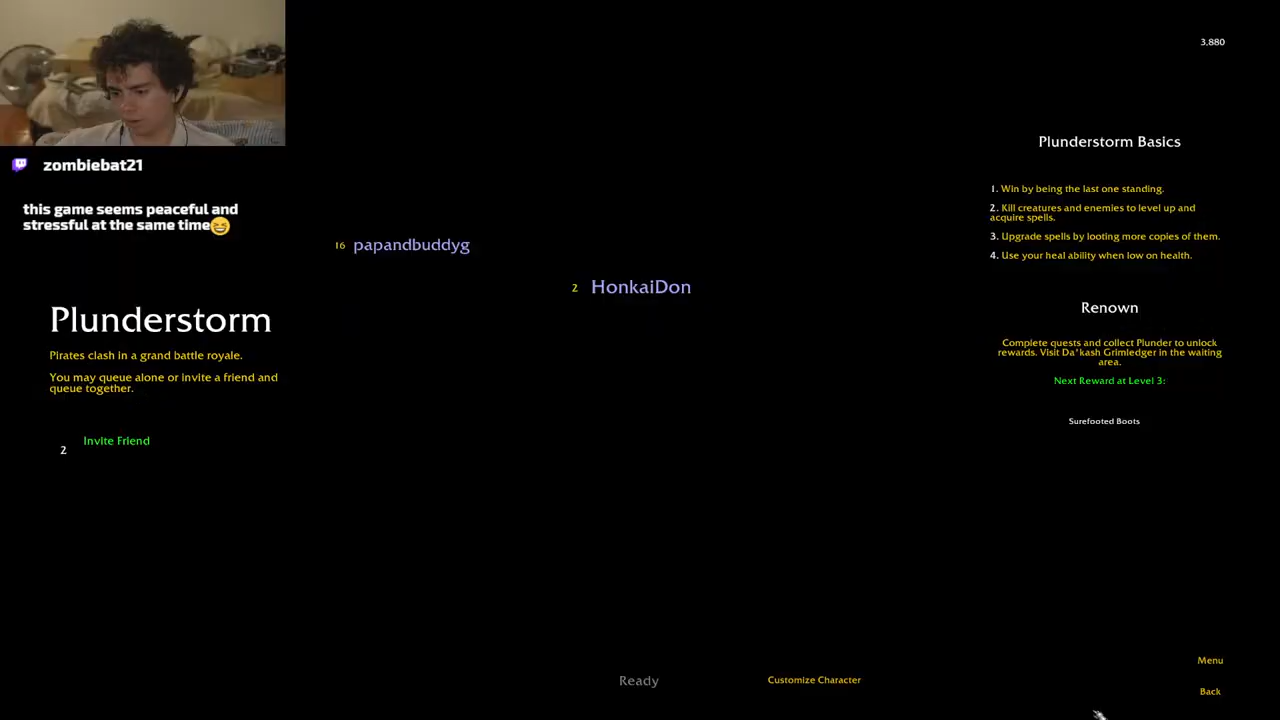 3,880
zombiebat21
this game seems peaceful and
stressful at the same time😆
16 papandbuddyg
2 HonkaiDon
Plunderstorm
Pirates clash in a grand battle royale.
You may queue alone or invite a friend and
queue together.
Invite Friend
2
Plunderstorm Basics
1. Win by being the last one standing.
2. Kill creatures and enemies to level up and
acquire spells.
3. Upgrade spells by looting more copies of them.
4. Use your heal ability when low on health.
Renown
Complete quests and collect Plunder to unlock
rewards. Visit Da'kash Grimledger in the waiting
area.
Next Reward at Level 3:
Surefooted Boots
Ready
Customize Character
Menu
Back